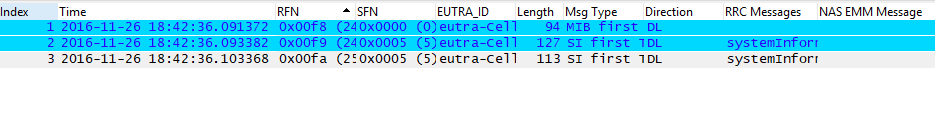 Index Time RFN SFN EUTRA_ID Length Msg Type Direction RRC Messages NAS EMM Message
1 2016-11-26 18:42:36.091372 0x00f8 (24 0x0000 (0) eutra-Cell 94 MIB first DL
2 2016-11-26 18:42:36.093382 0x00f9 (24 0x0005 (5) eutra-Cell 127 SI first T DL systemInform
3 2016-11-26 18:42:36.103368 0x00fa (25 0x0005 (5) eutra-Cell 113 SI first T DL systemInform